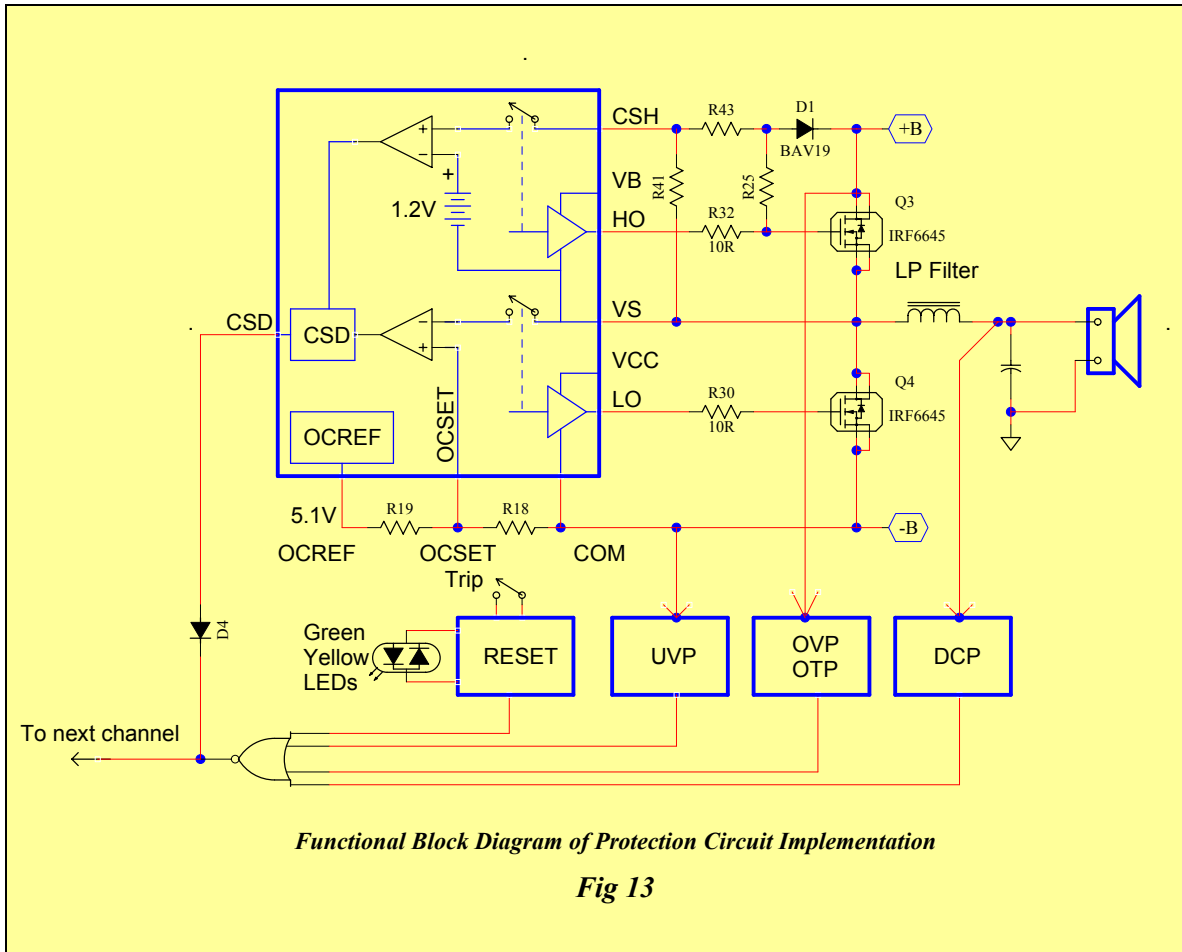 CSH
R43
D1
BAV19
+B
R41
R25
VB
1.2V
+
HO
R32
10R
Q3
IRF6645
LP Filter
CSD
CSD
VS
VCC
LO
R30
10R
Q4
IRF6645
OCREF
OCSET
5.1V
R19
R18
-B
OCREF
OCSET
COM
Trip
D4
Green
Yellow
LEDs
RESET
UVP
OVP
OTP
DCP
To next channel
Functional Block Diagram of Protection Circuit Implementation
Fig 13